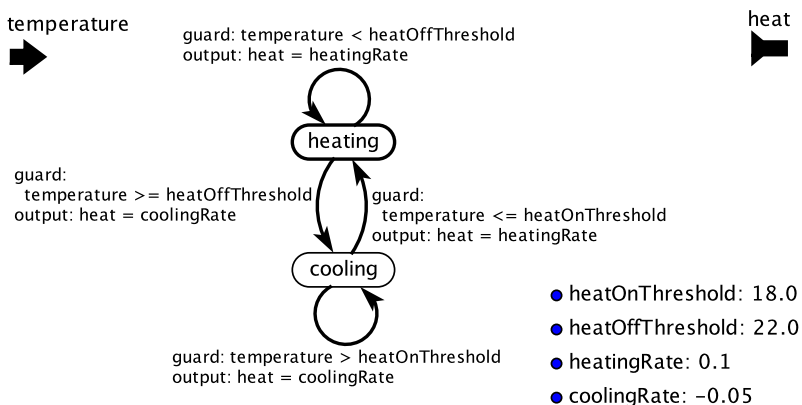 temperature
heat
guard: temperature < heatOffThreshold
output: heat = heatingRate
heating
guard:
temperature >= heatOffThreshold
output: heat = coolingRate
guard:
temperature <= heatOnThreshold
output: heat = heatingRate
cooling
guard: temperature > heatOnThreshold
output: heat = coolingRate
heatOnThreshold: 18.0
heatOffThreshold: 22.0
heatingRate: 0.1
coolingRate: -0.05